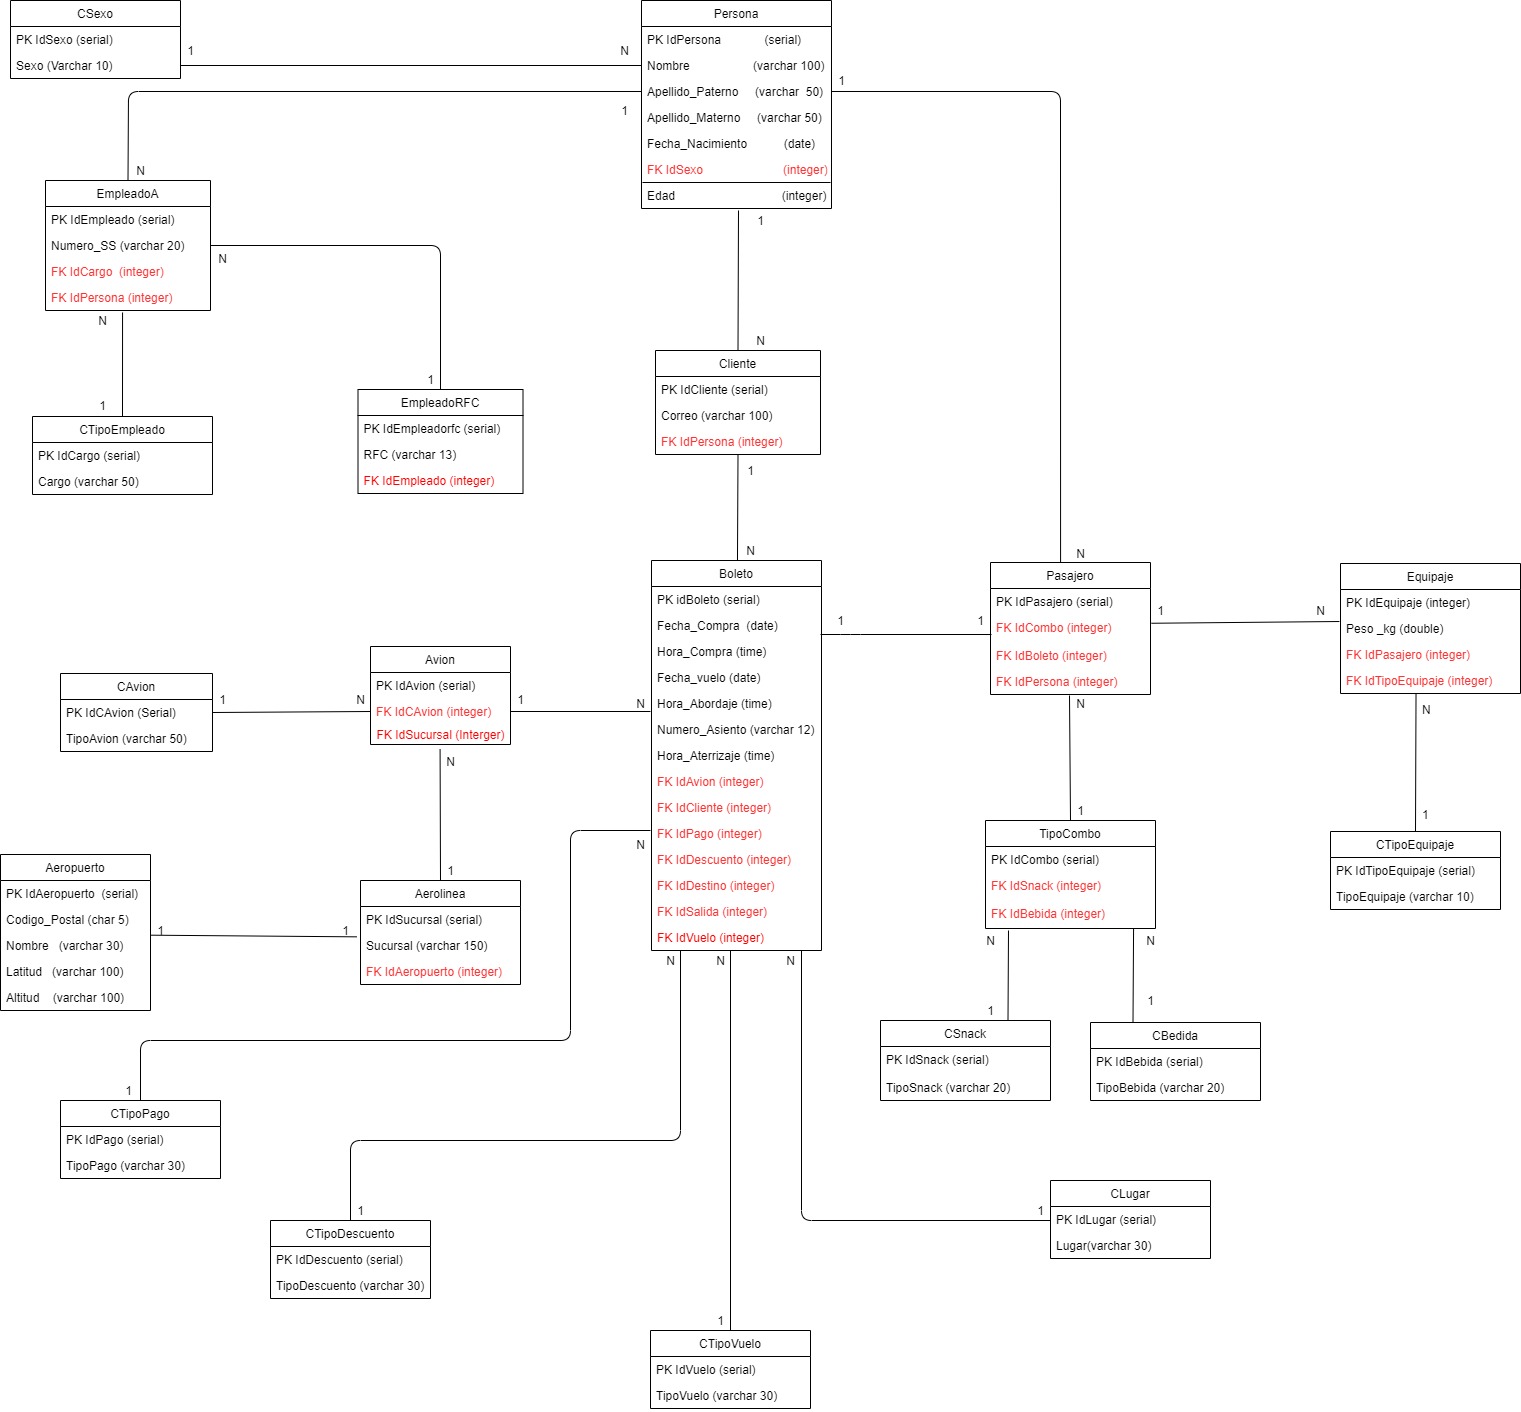 CSexo
PK IdSexo (serial)
Sexo (Varchar 10)
1
N
Persona
PK IdPersona (serial)
Nombre (varchar 100)
Apellido_Paterno (varchar 50)
Apellido_Materno (varchar 50)
Fecha_Nacimiento (date)
FK IdSexo (integer)
Edad (integer)
1
1
1
N
EmpleadoA
PK IdEmpleado (serial)
Numero_SS (varchar 20)
FK IdCargo (integer)
FK IdPersona (integer)
N
N
1
1
CTipoEmpleado
PK IdCargo (serial)
Cargo (varchar 50)
EmpleadoRFC
PK IdEmpleadorfc (serial)
RFC (varchar 13)
FK IdEmpleado (integer)
N
Cliente
PK IdCliente (serial)
Correo (varchar 100)
FK IdPersona (integer)
1
N
Boleto
PK idBoleto (serial)
Fecha_Compra (date)
Hora_Compra (time)
Fecha_vuelo (date)
Hora_Abordaje (time)
Numero_Asiento (varchar 12)
Hora_Aterrizaje (time)
FK IdAvion (integer)
FK IdCliente (integer)
FK IdPago (integer)
FK IdDescuento (integer)
FK IdDestino (integer)
FK IdSalida (integer)
FK IdVuelo (integer)
1
1
N
Pasajero
PK IdPasajero (serial)
FK IdCombo (integer)
FK IdBoleto (integer)
FK IdPersona (integer)
1
N
Equipaje
PK IdEquipaje (integer)
Peso _kg (double)
FK IdPasajero (integer)
FK IdTipoEquipaje (integer)
N
1
CTipoEquipaje
PK IdTipoEquipaje (serial)
TipoEquipaje (varchar 10)
N
1
TipoCombo
PK IdCombo (serial)
FK IdSnack (integer)
FK IdBebida (integer)
N
N
1
1
CSnack
PK IdSnack (serial)
TipoSnack (varchar 20)
CBedida
PK IdBebida (serial)
TipoBebida (varchar 20)
CAvion
PK IdCAvion (Serial)
TipoAvion (varchar 50)
1
N
Avion
PK IdAvion (serial)
FK IdCAvion (integer)
FK IdSucursal (Interger)
1
N
N
1
Aeropuerto
PK IdAeropuerto (serial)
Codigo_Postal (char 5)
Nombre (varchar 30)
Latitud (varchar 100)
Altitud (varchar 100)
1
1
Aerolinea
PK IdSucursal (serial)
Sucursal (varchar 150)
FK IdAeropuerto (integer)
N
N
N
N
1
CTipoPago
PK IdPago (serial)
TipoPago (varchar 30)
1
CTipoDescuento
PK IdDescuento (serial)
TipoDescuento (varchar 30)
1
CLugar
PK IdLugar (serial)
Lugar(varchar 30)
1
CTipoVuelo
PK IdVuelo (serial)
TipoVuelo (varchar 30)